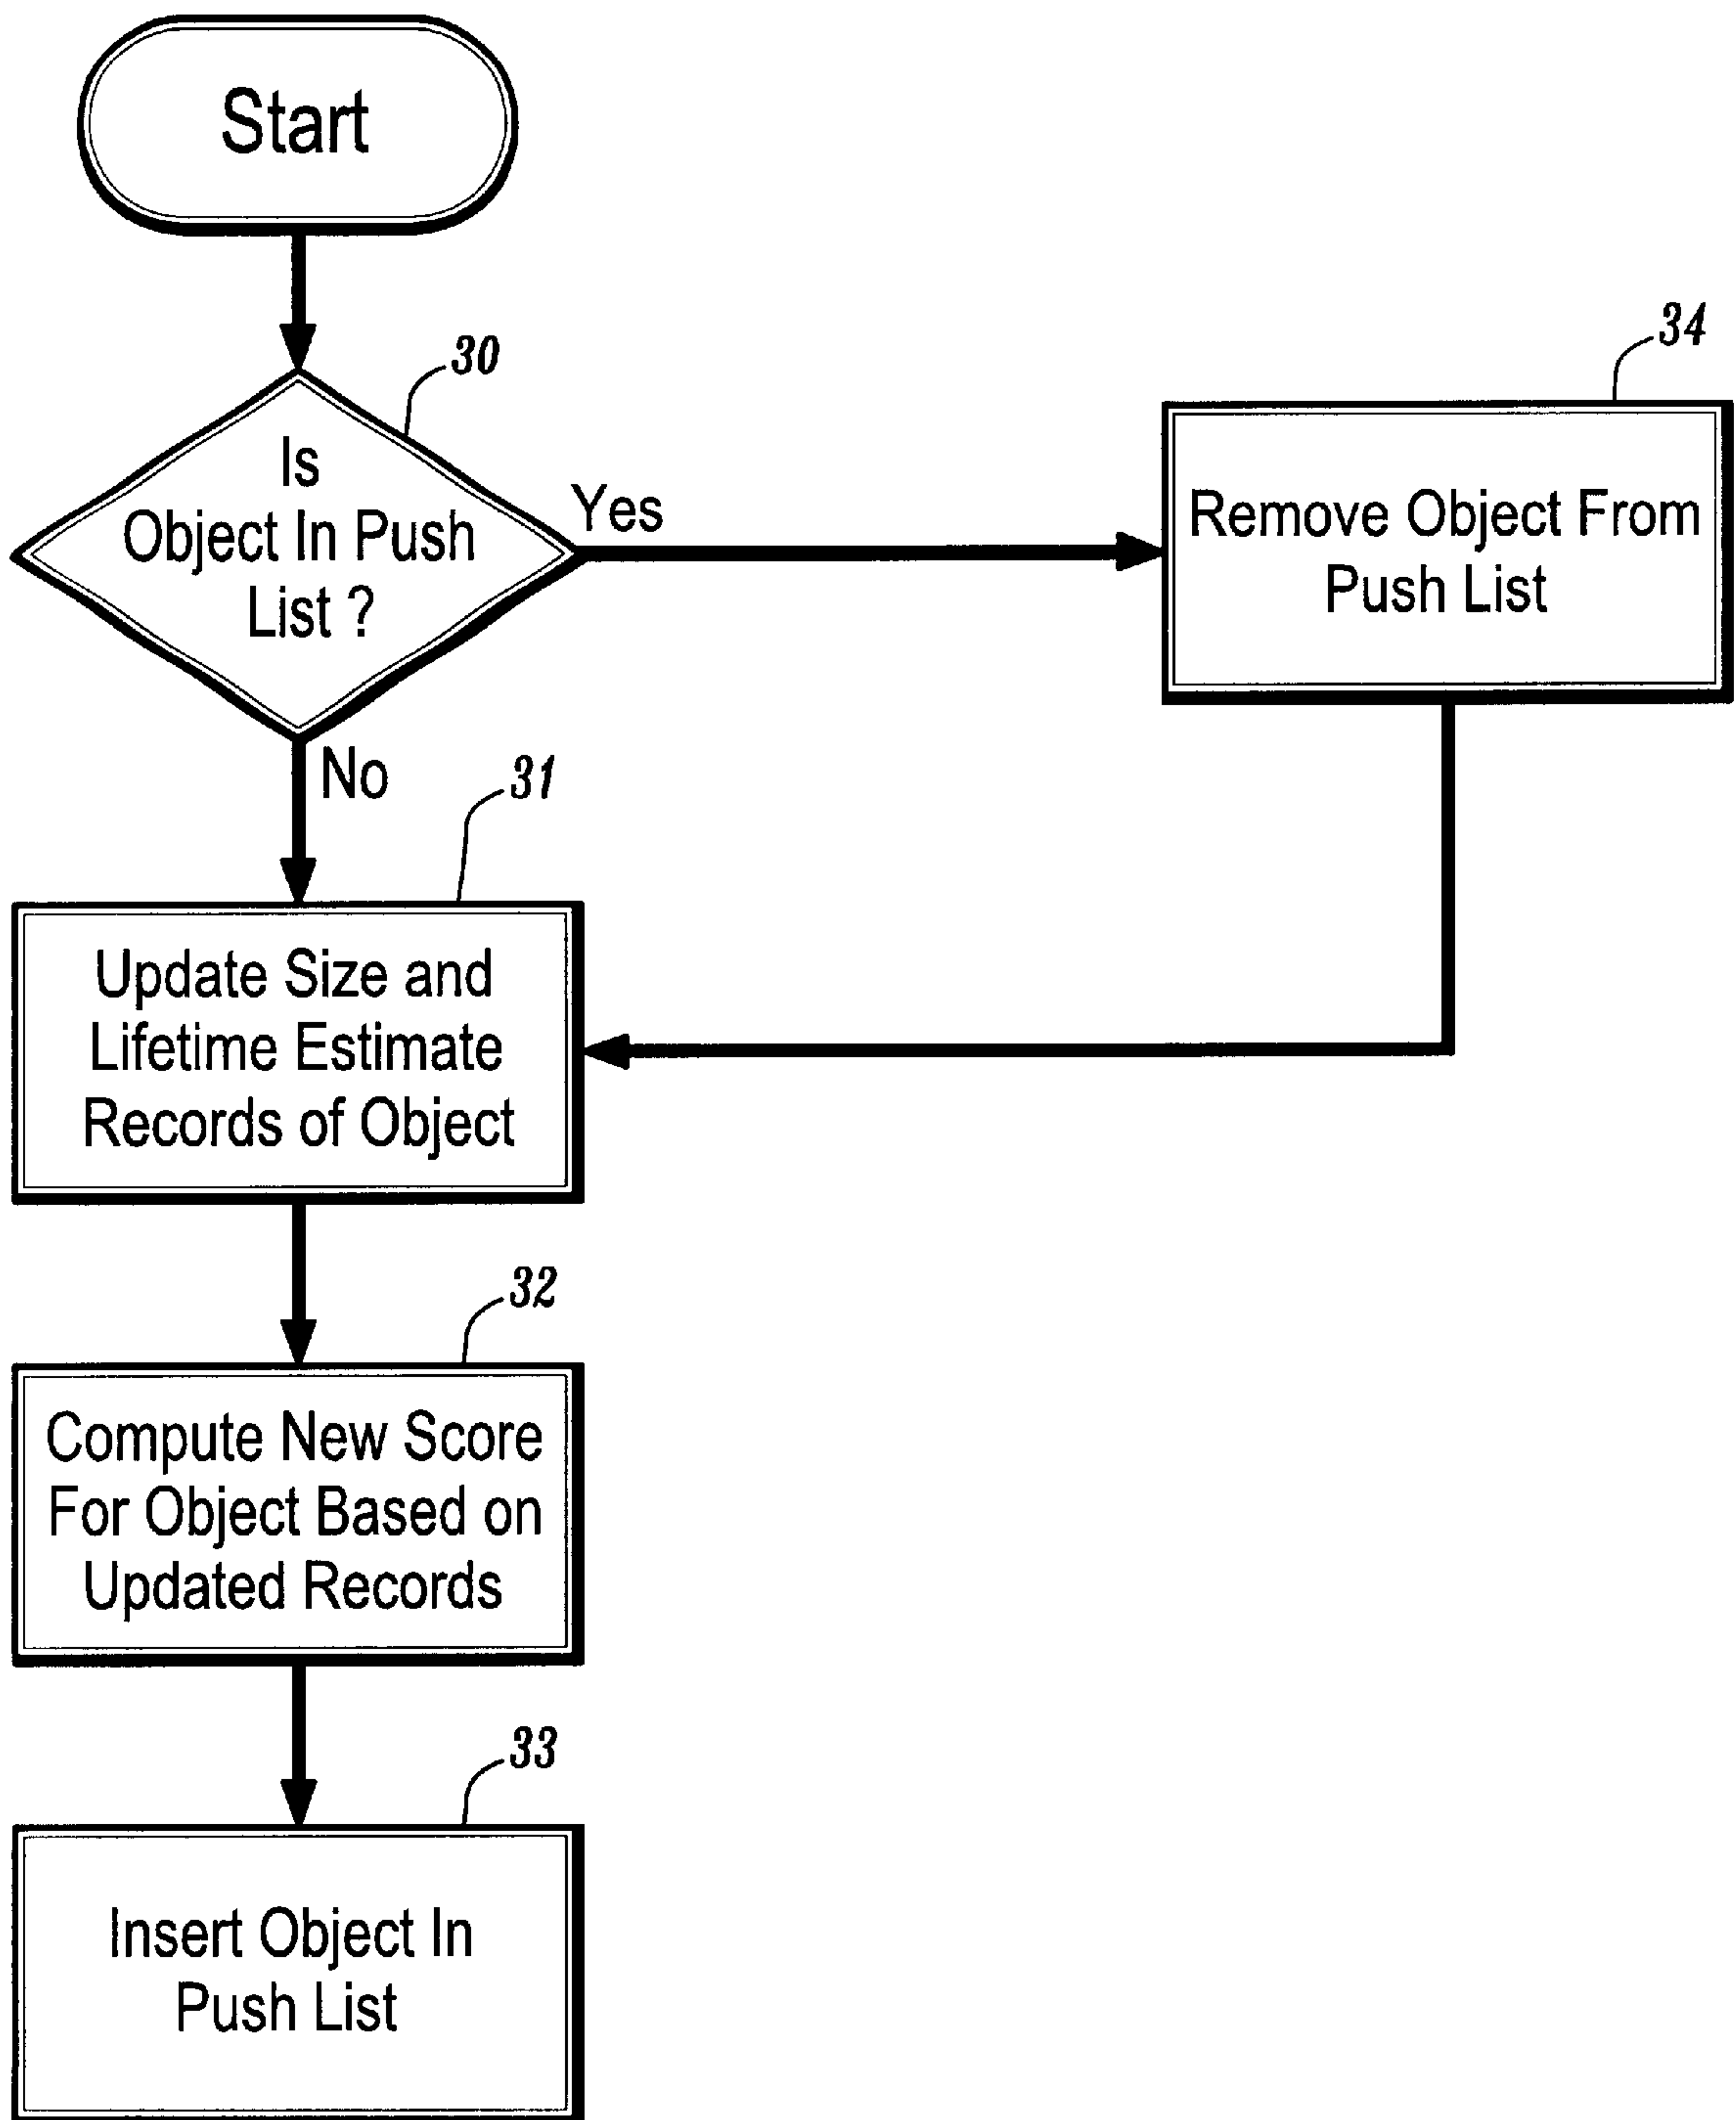 Start
30
Is
Object In Push
List ?
Yes
34
Remove Object From
Push List
No
31
Update Size and
Lifetime Estimate
Records of Object
32
Compute New Score
For Object Based on
Updated Records
33
Insert Object In
Push List